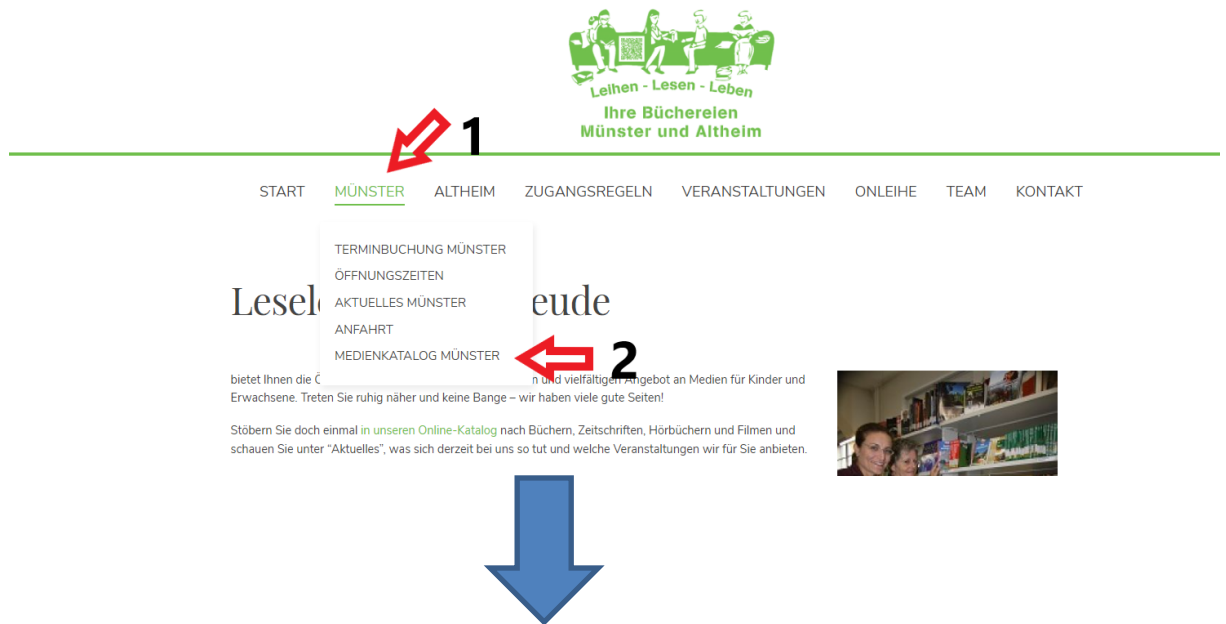 Leihen - Lesen - Leben
Ihre Büchereien
Münster und Altheim
1
START MÜNSTER ALTHEIM ZUGANGSREGELN VERANSTALTUNGEN ONLEIHE TEAM KONTAKT
TERMINBUCHUNG MÜNSTER
ÖFFNUNGSZEITEN
AKTUELLES MÜNSTER
ANFAHRT
MEDIENKATALOG MÜNSTER
2
bietet Ihnen die und vielfältigen Angebot an Medien für Kinder und
Erwachsene. Treten Sie ruhig näher und keine Bange – wir haben viele gute Seiten!
Stöbern Sie doch einmal in unseren Online-Katalog nach Büchern, Zeitschriften, Hörbüchern und Filmen und
schauen Sie unter “Aktuelles”, was sich derzeit bei uns so tut und welche Veranstaltungen wir für Sie anbieten.